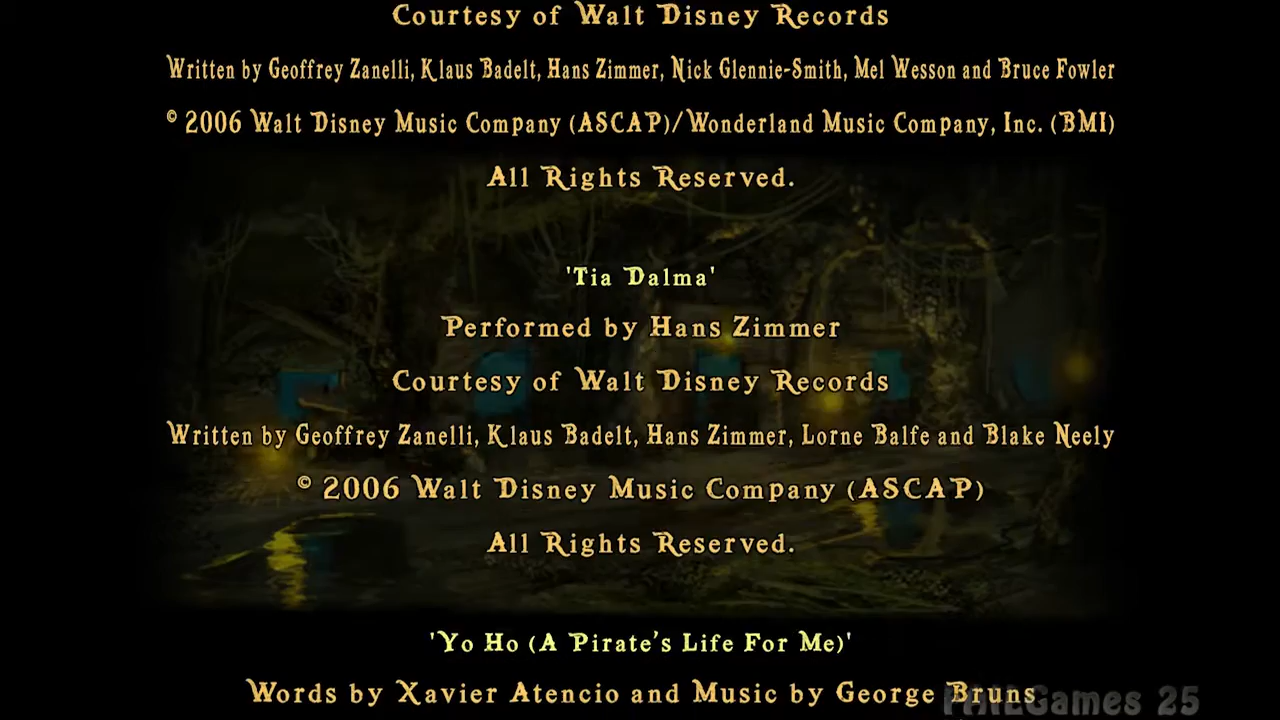 Courtesy of Walt Disney Records
Written by Geoffrey Zanelli, Klaus Badelt, Hans Zimmer, Nick Glennie-Smith, Mel Wesson and Bruce Fowler
© 2006 Walt Disney Music Company (ASCAP)/Wonderland Music Company, Inc. (BMI)
All Rights Reserved.
'Tia Dalma'
Performed by Hans Zimmer
Courtesy of Walt Disney Records
Written by Geoffrey Zanelli, Klaus Badelt, Hans Zimmer, Lorne Balfe and Blake Neely
© 2006 Walt Disney Music Company (ASCAP)
All Rights Reserved.
'Yo Ho (A Pirate's Life For Me)'
Words by Xavier Atencio and Music by George Bruns
Games 25